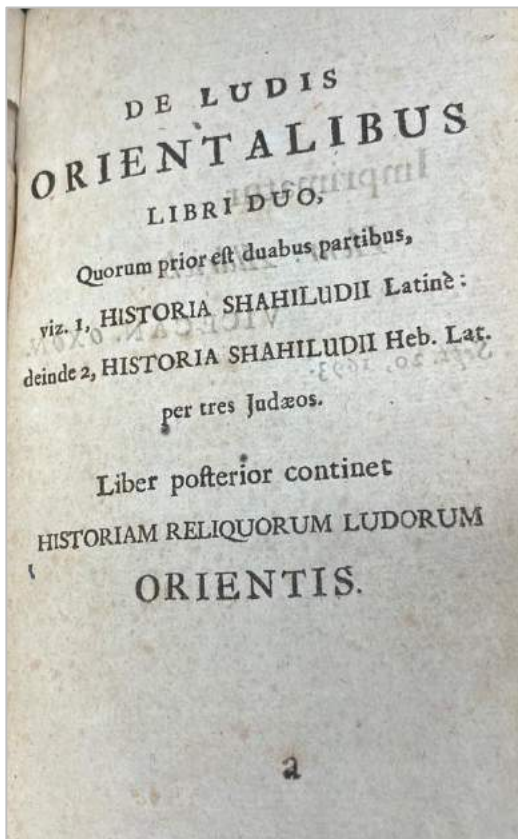 DE LUDIS
ORIENTALIBUS
LIBRI DUO,
Quorum prior eſt duabus partibus,
viz. 1, HISTORIA SHAHILUDII Latinè:
deinde 2, HISTORIA SHAHILUDII Heb. Lat.
per tres Judæos.
Liber poſterior continet
HISTORIAM RELIQUORUM LUDORUM
ORIENTIS.
a